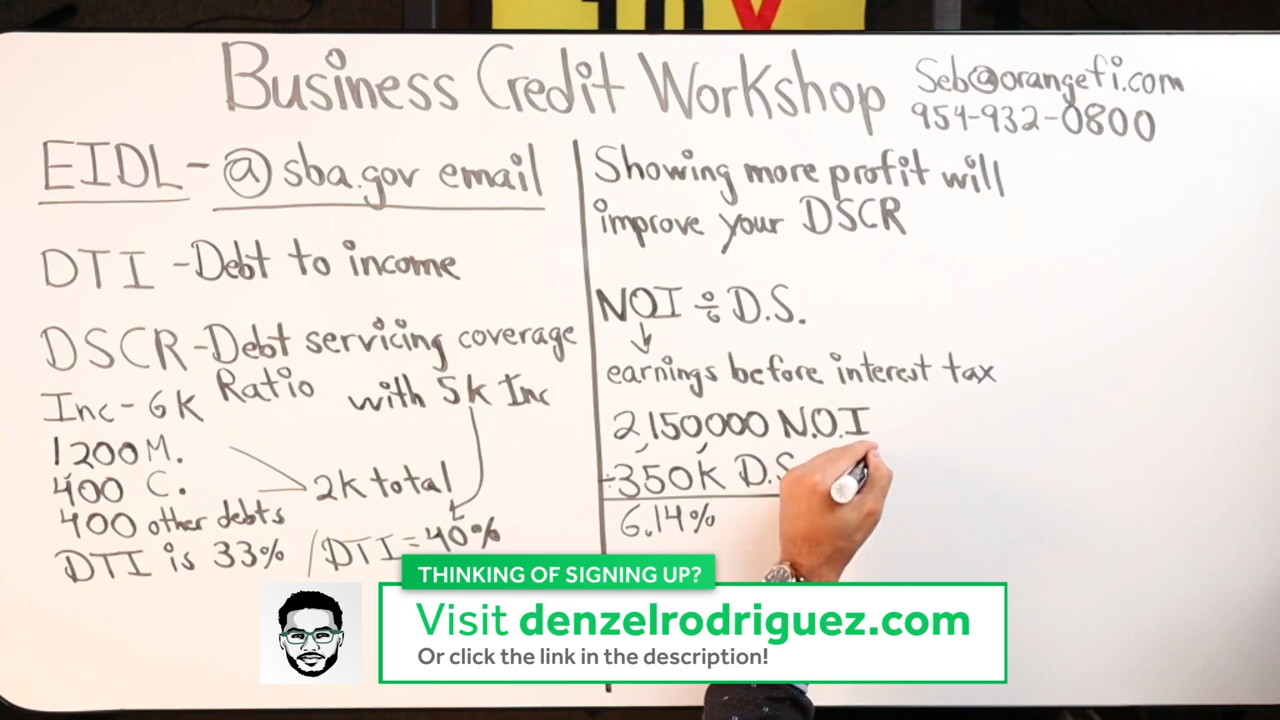 Business Credit Workshop
Seb@orangefi.com
954-932-0800
EIDL - @sba.gov email
DTI - Debt to income
DSCR - Debt servicing coverage
Ratio
Inc - 6K
with 5k Inc
1200 M.
400 C.
400 other debts
2k total
DTI is 33% / DTI = 40%
Showing more profit will
improve your DSCR
NOI ÷ D.S.
earnings before interest tax
2,150,000 N.O.I
÷350k D.S
6.14%
THINKING OF SIGNING UP?
Visit denzelrodriguez.com
Or click the link in the description!